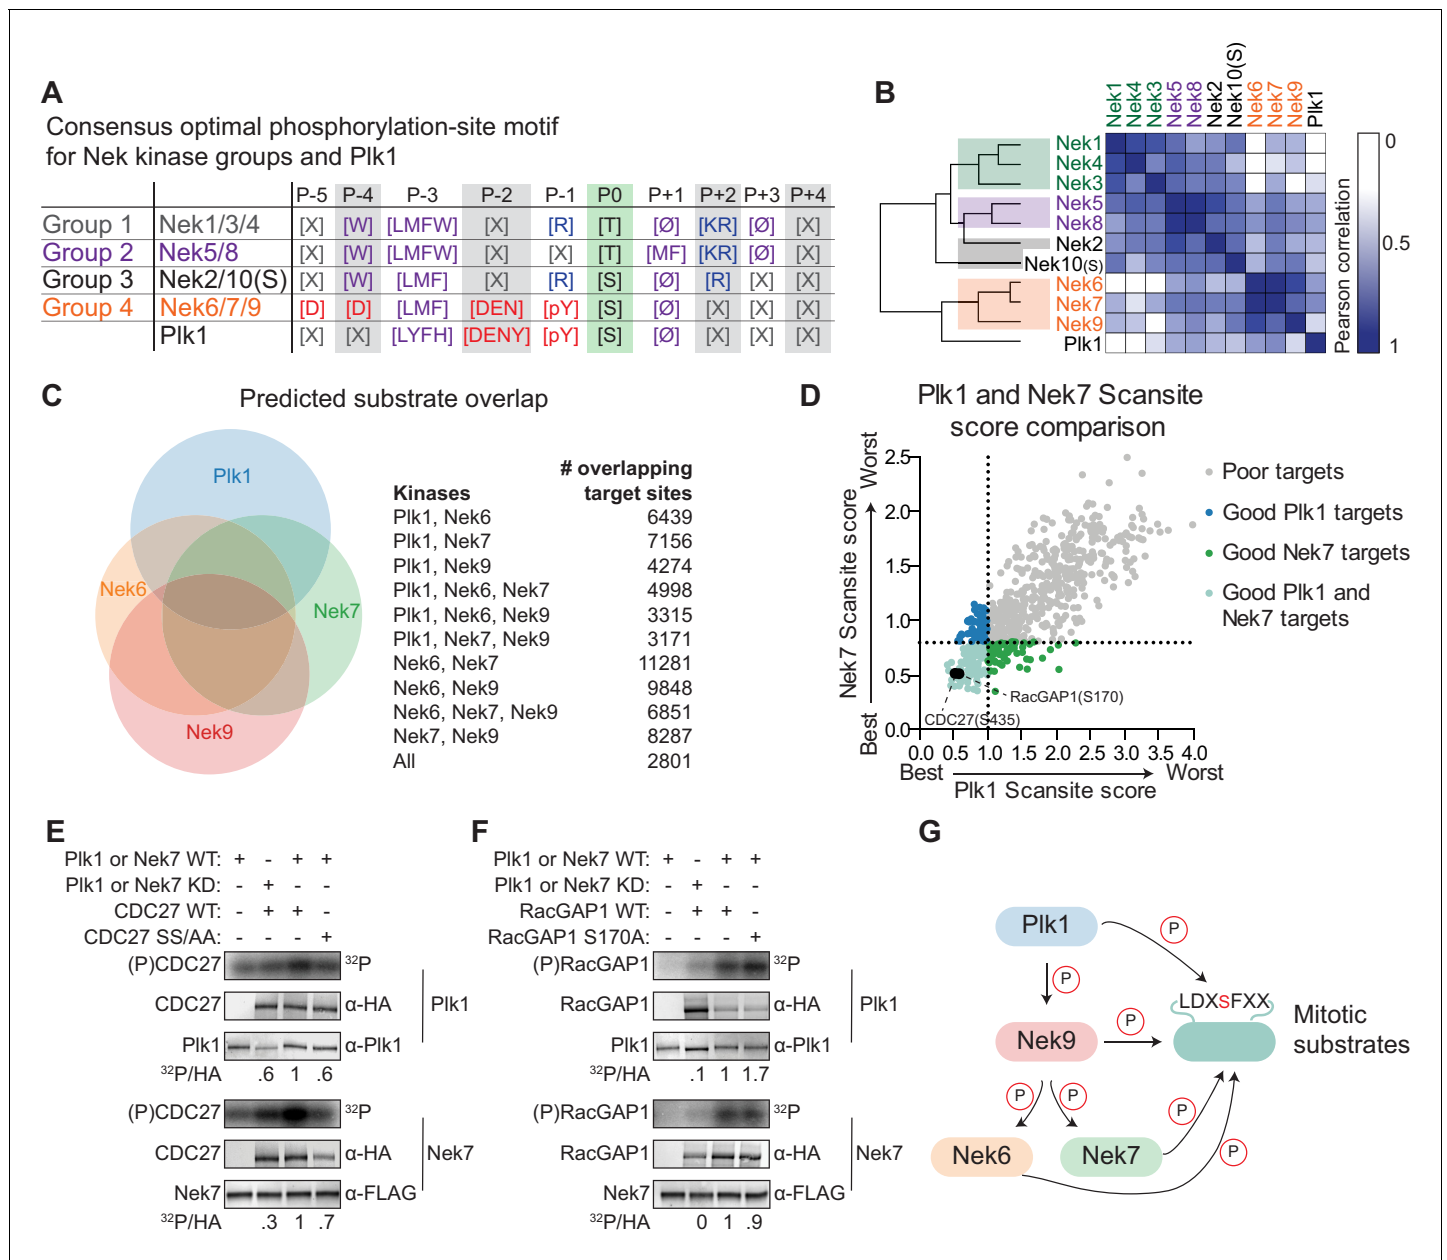 A
Consensus optimal phosphorylation-site motif
for Nek kinase groups and Plk1
P-5 P-4 P-3 P-2 P-1 P0 P+1 P+2 P+3 P+4
Group 1 Nek1/3/4 [X] [W] [LMFW] [X] [R] [T] [Ø] [KR] [Ø] [X]
Group 2 Nek5/8 [X] [W] [LMFW] [X] [X] [T] [MF] [KR] [Ø] [X]
Group 3 Nek2/10(S) [X] [W] [LMF] [X] [R] [S] [Ø] [R] [X] [X]
Group 4 Nek6/7/9 [D] [D] [LMF] [DEN] [pY] [S] [Ø] [X] [X] [X]
Plk1 [X] [X] [LYFH] [DENY] [pY] [S] [Ø] [X] [X] [X]
B
Nek1 Nek4 Nek3 Nek5 Nek8 Nek2 Nek10(S) Nek6 Nek7 Nek9 Plk1
Nek1
Nek4
Nek3
Nek5
Nek8
Nek2
Nek10(S)
Nek6
Nek7
Nek9
Plk1
Pearson correlation
0
0.5
1
C
Predicted substrate overlap
Plk1
Nek6
Nek7
Nek9
# overlapping
Kinases target sites
Plk1, Nek6 6439
Plk1, Nek7 7156
Plk1, Nek9 4274
Plk1, Nek6, Nek7 4998
Plk1, Nek6, Nek9 3315
Plk1, Nek7, Nek9 3171
Nek6, Nek7 11281
Nek6, Nek9 9848
Nek6, Nek7, Nek9 6851
Nek7, Nek9 8287
All 2801
D
Plk1 and Nek7 Scansite
score comparison
Nek7 Scansite score
Worst
Best
2.5
2.0
1.5
1.0
0.5
0.0
0.0 0.5 1.0 1.5 2.0 2.5 3.0 3.5 4.0
Best Worst
Plk1 Scansite score
RacGAP1(S170)
CDC27(S435)
Poor targets
Good Plk1 targets
Good Nek7 targets
Good Plk1 and
Nek7 targets
E
Plk1 or Nek7 WT: + - + +
Plk1 or Nek7 KD: - + - -
CDC27 WT: - + + -
CDC27 SS/AA: - - - +
(P)CDC27 32P
CDC27 α-HA
Plk1
Plk1 α-Plk1
32P/HA .6 1 .6
(P)CDC27 32P
CDC27 α-HA
Nek7
Nek7 α-FLAG
32P/HA .3 1 .7
F
Plk1 or Nek7 WT: + - + +
Plk1 or Nek7 KD: - + - -
RacGAP1 WT: - + + -
RacGAP1 S170A: - - - +
(P)RacGAP1 32P
RacGAP1 α-HA
Plk1
Plk1 α-Plk1
32P/HA .1 1 1.7
(P)RacGAP1 32P
RacGAP1 α-HA
Nek7
Nek7 α-FLAG
32P/HA 0 1 .9
G
Plk1
P
P
LDXSFXX
Mitotic
substrates
Nek9
P
P P
P
Nek6
Nek7
P